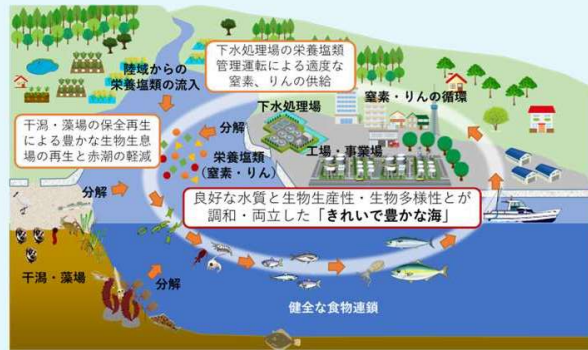 下水処理場の栄養塩類
管理運転による適度な
窒素、りんの供給
陸域からの
栄養塩類の流入
下水処理場
窒素・りんの循環
干潟・藻場の保全再生
による豊かな生物生息
場の再生と赤潮の軽減
分解
工場・事業場
栄養塩類
（窒素・りん）
分解
良好な水質と生物生産性・生物多様性とが
調和・両立した「きれいで豊かな海」
干潟・藻場
分解
健全な食物連鎖